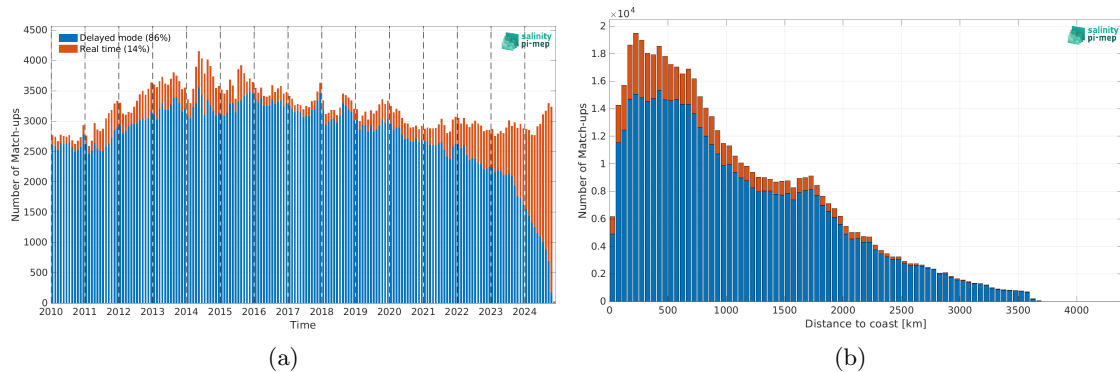 4500
4000
3500
3000
2500
2000
1500
1000
500
0
Number of Match-ups
Delayed mode (86%)
Real time (14%)
salinity
pi-mep
2010 2011 2012 2013 2014 2015 2016 2017 2018 2019 2020 2021 2022 2023 2024
Time
(a)
×10⁴
2
1.8
1.6
1.4
1.2
1
0.8
0.6
0.4
0.2
0
Number of Match-ups
salinity
pi-mep
0 500 1000 1500 2000 2500 3000 3500 4000
Distance to coast [km]
(b)